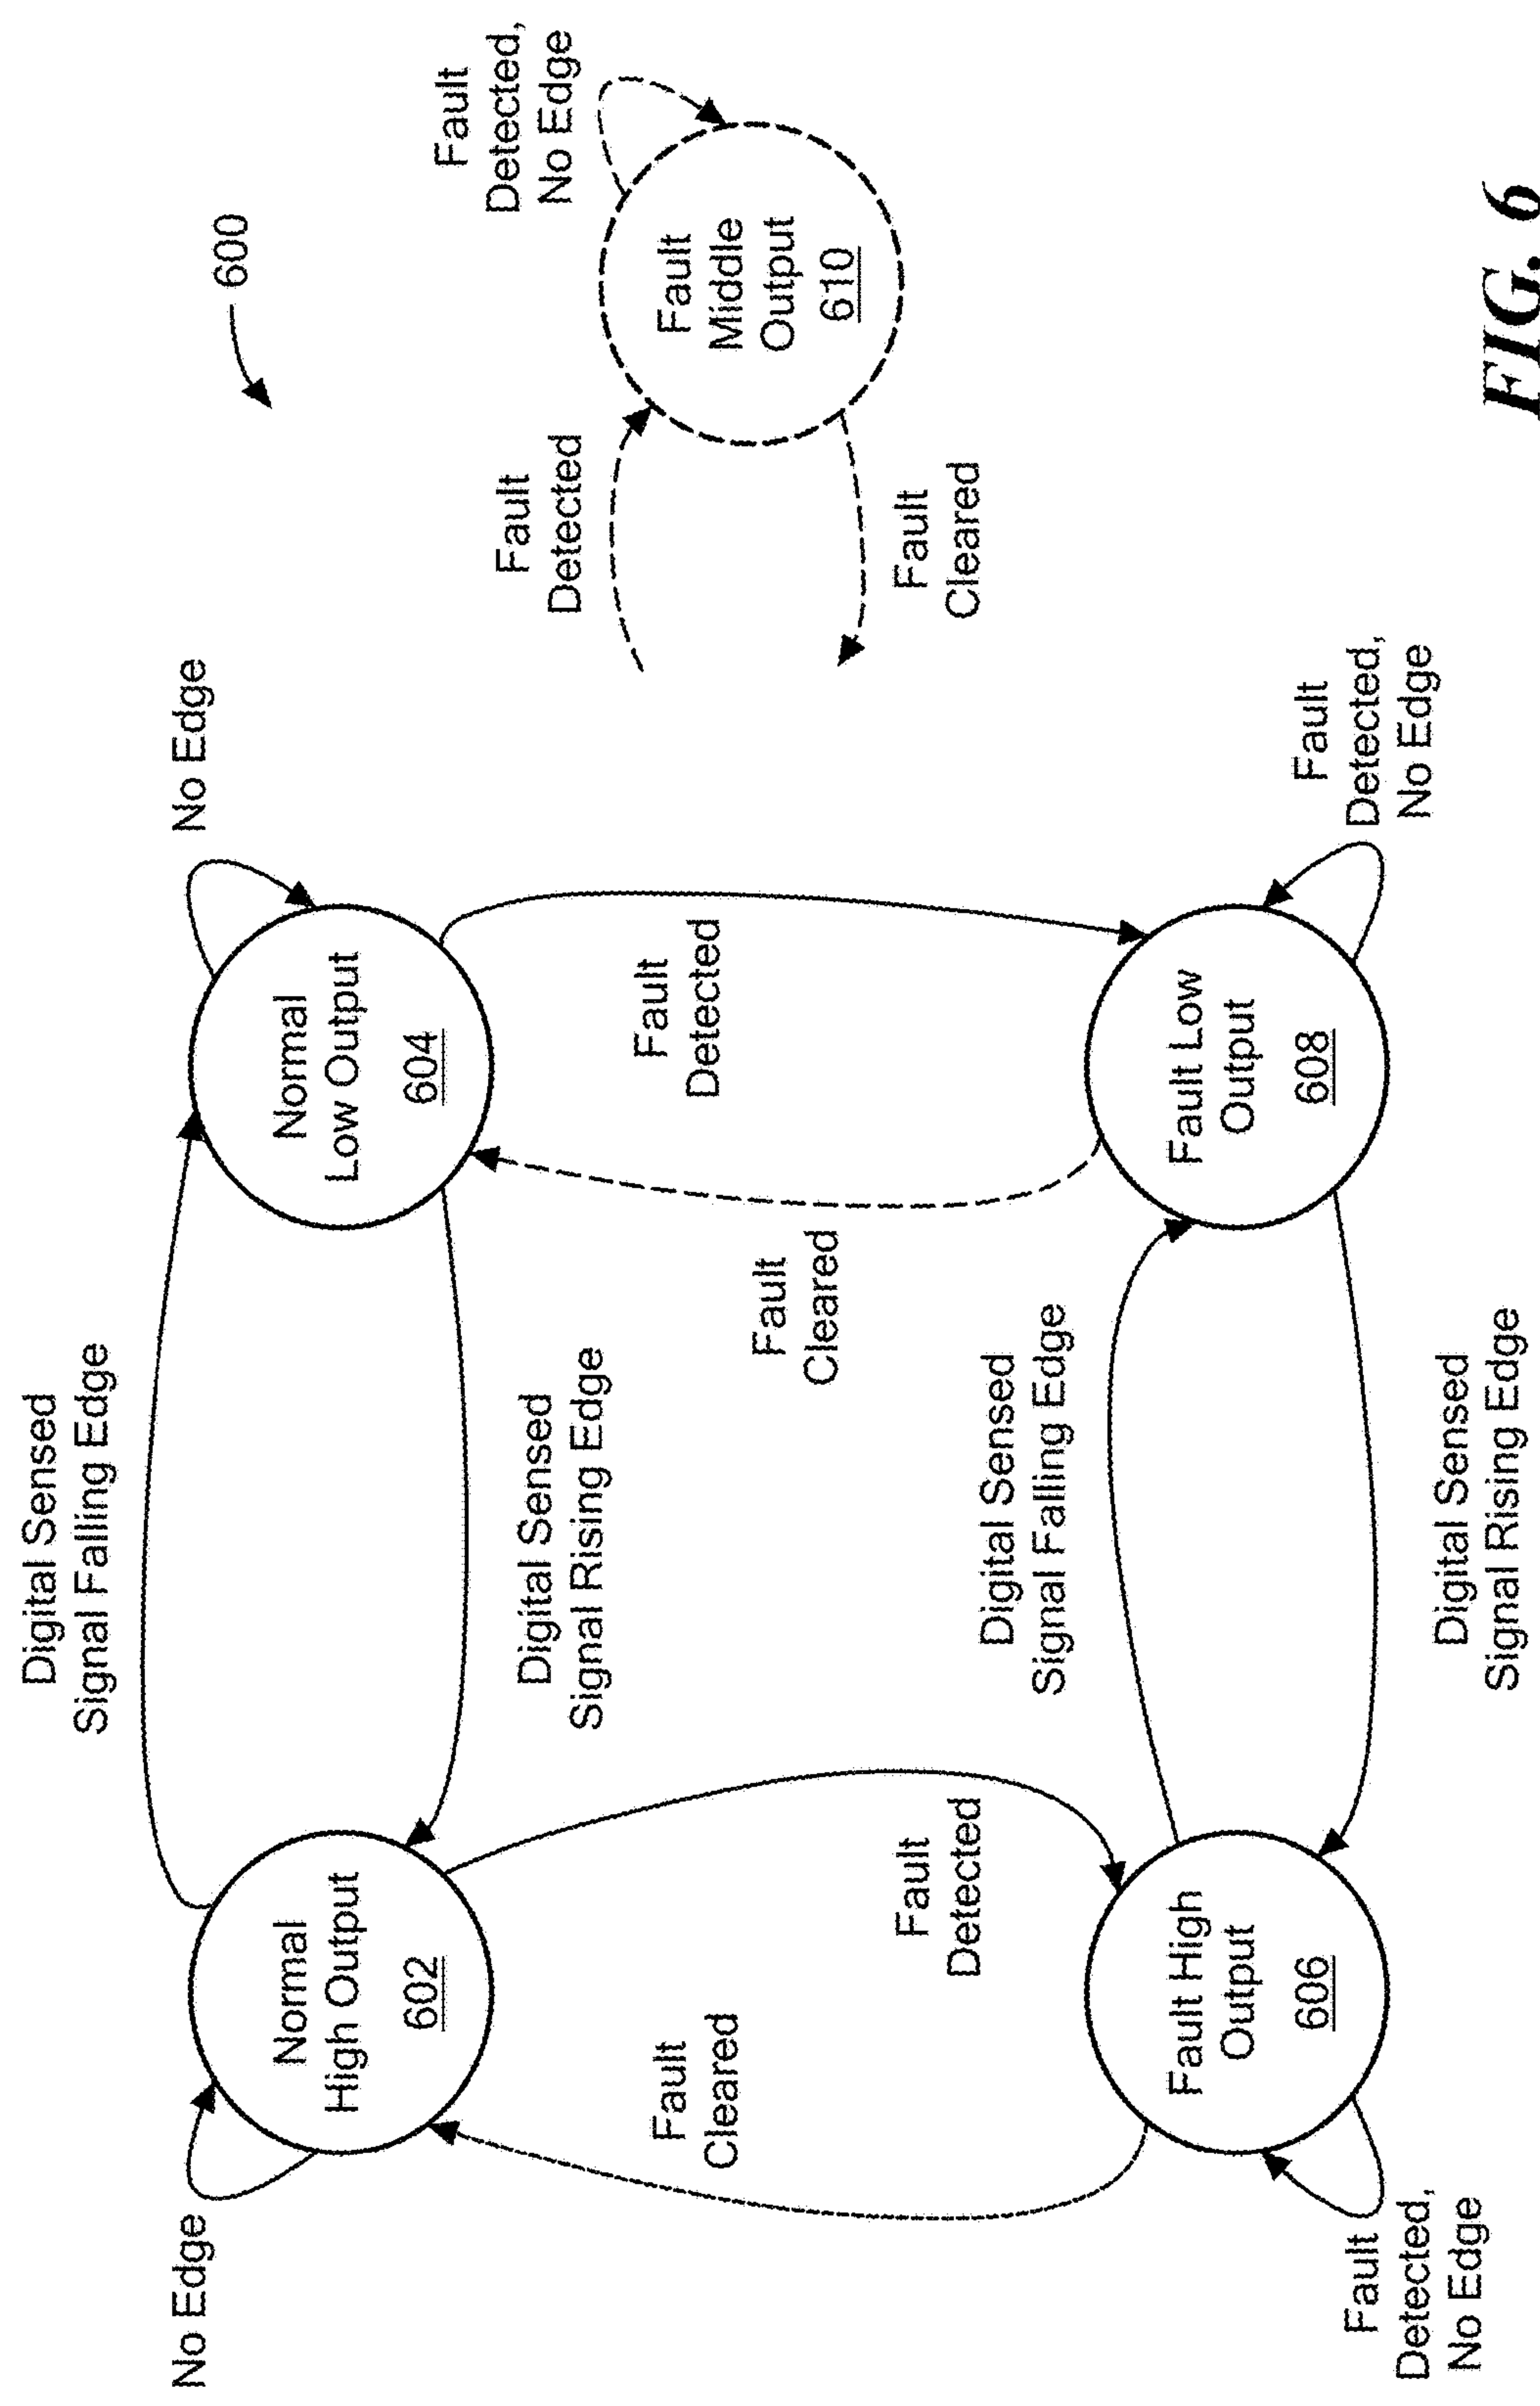 600
Digital Sensed
Signal Falling Edge
No Edge
No Edge
Normal
High Output
602
Normal
Low Output
604
Digital Sensed
Signal Rising Edge
Fault
Detected,
No Edge
Fault
Detected
Fault
Middle
Output
610
Fault
Cleared
Fault
Cleared
Fault
Detected
Fault
Cleared
Fault
Detected
Digital Sensed
Signal Falling Edge
Fault High
Output
606
Fault Low
Output
608
Fault
Detected,
No Edge
Fault
Detected,
No Edge
Digital Sensed
Signal Rising Edge
FIG. 6